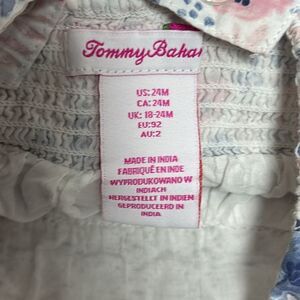 Tommy Baha
US: 24M
CA: 24M
UK: 18-24M
EU: 92
AU: 2
MADE IN INDIA
FABRIQUÉ EN INDE
WYPRODUKOWANO W
INDIACH
HERGESTELLT IN INDIEN
GEPRODUCEERD IN
INDIA